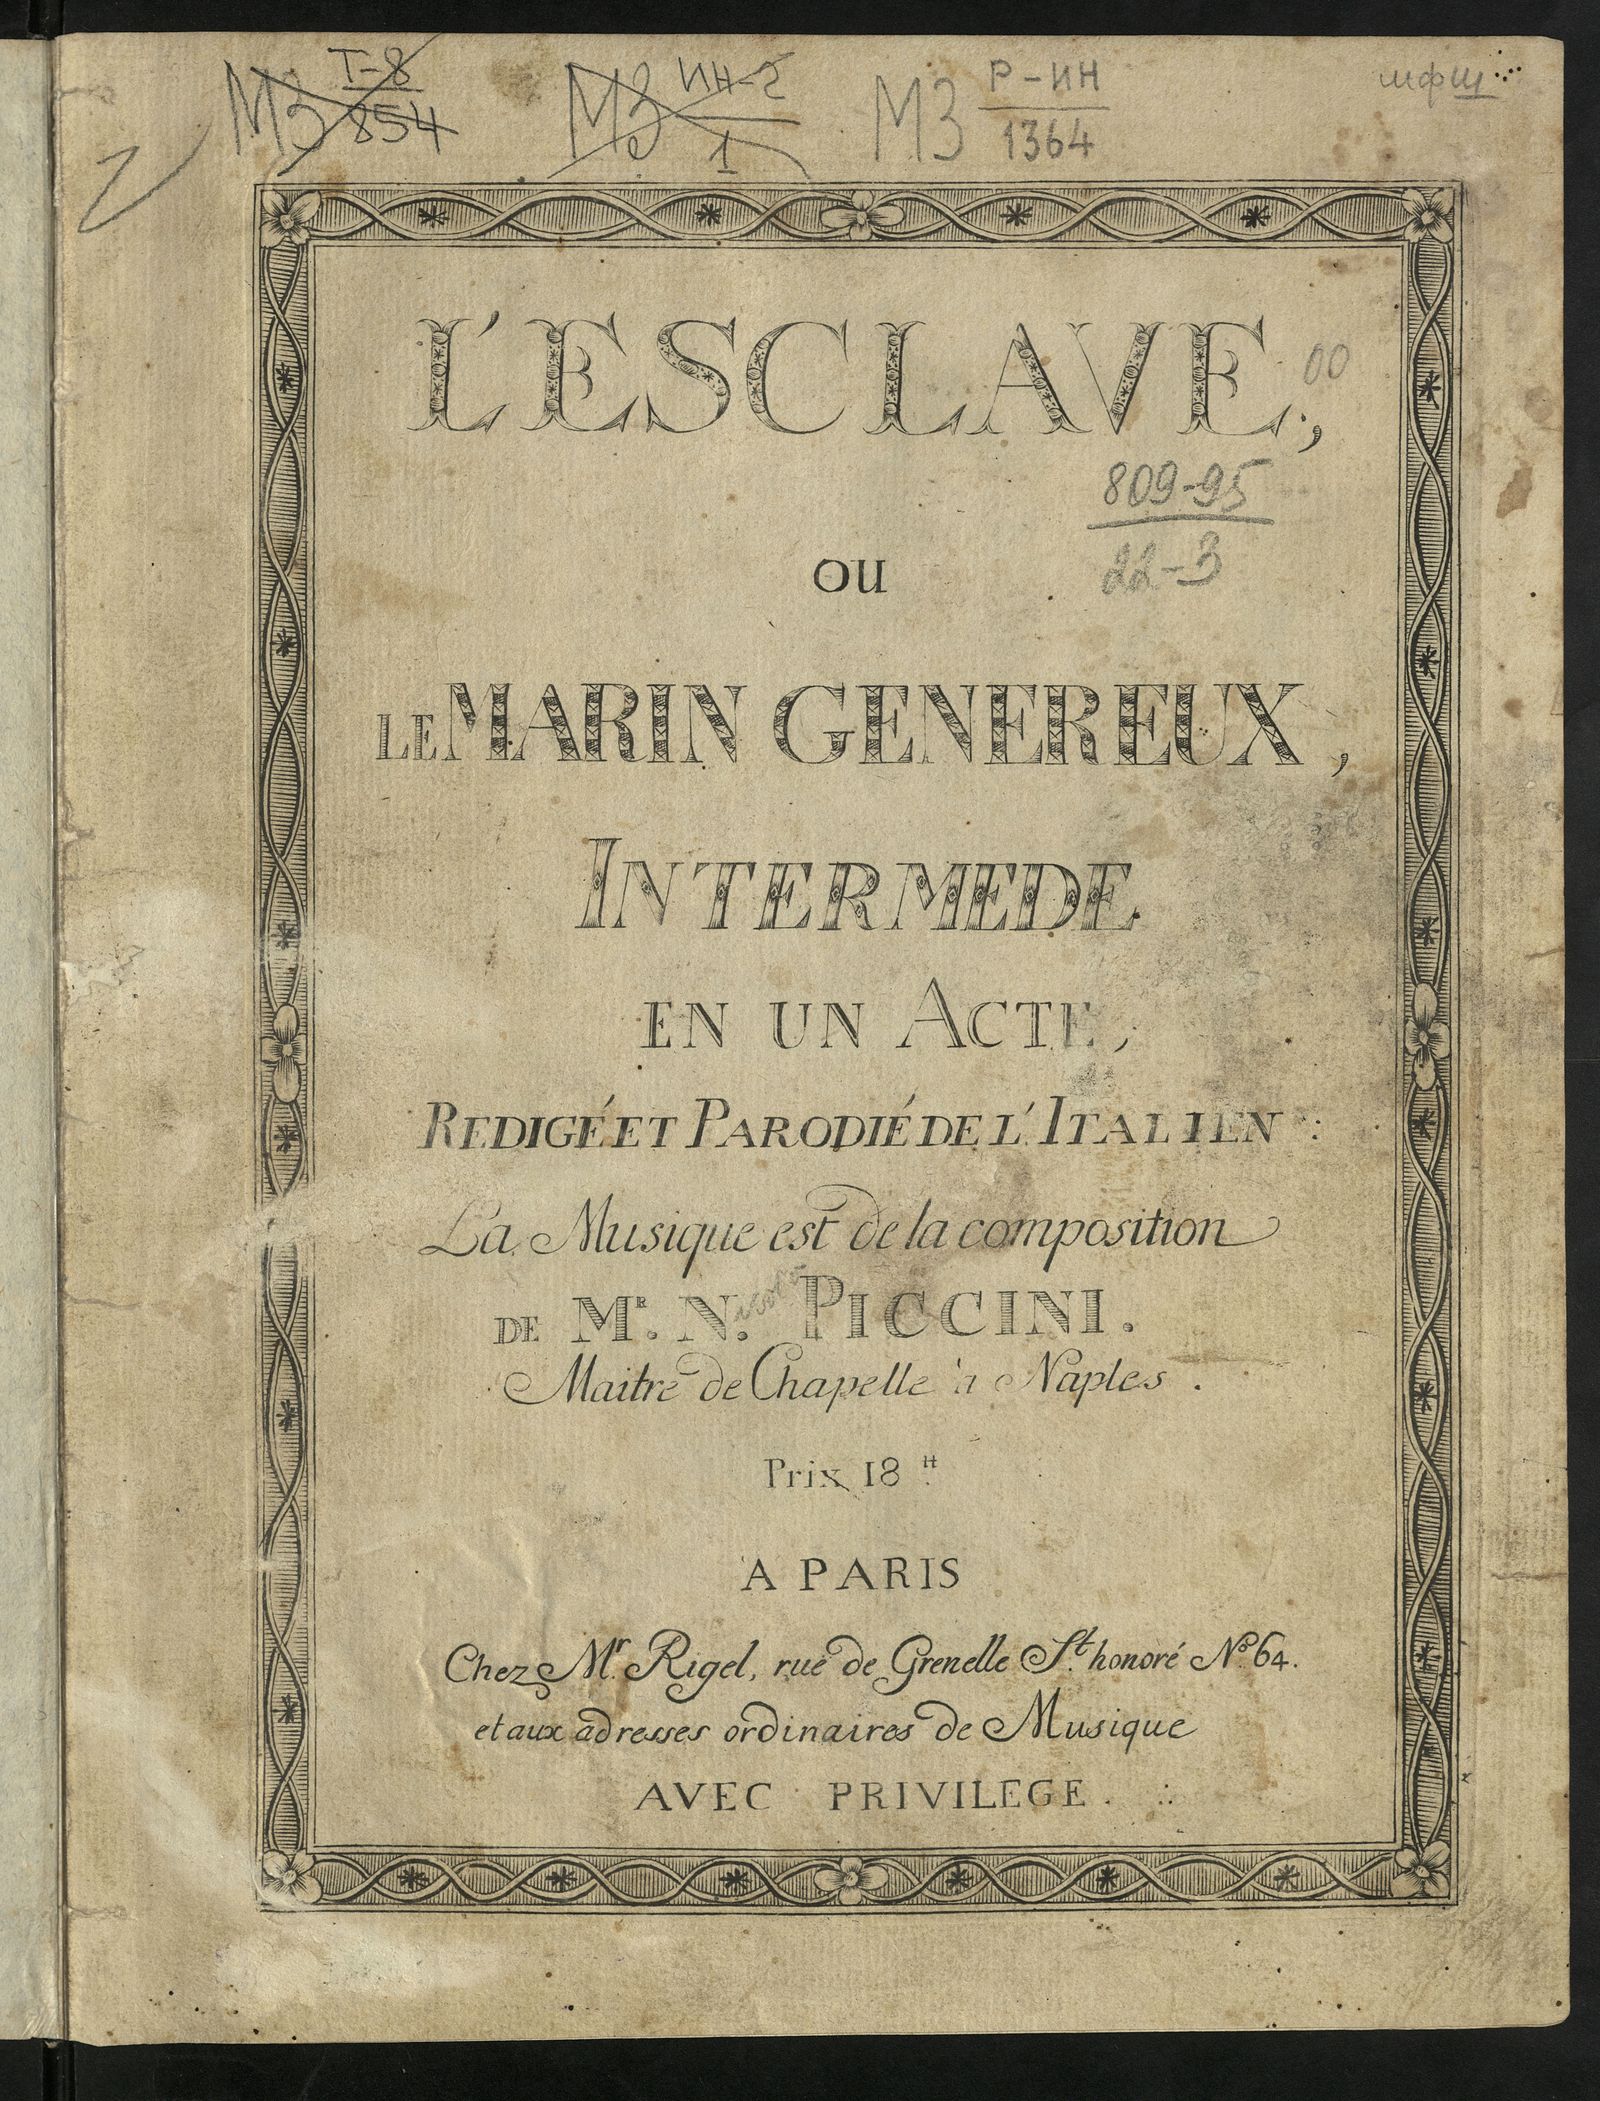 МЗ Т-8
854
МЗ ИН-2
1
МЗ Р-ИН
1364
L'ESCLAVE;
00
809-95
22-3
OU
LE MARIN GENEREUX,
INTERMEDE
EN UN ACTE,
REDIGÉ ET PARODIÉ DE L'ITALIEN:
La Musique est de la composition
DE MR. N. PICCINI.
Maitre de Chapelle à Naples.
Prix 18 ₶.
A PARIS
Chez Mr. Rigel, rue de Grenelle St. honoré No. 64.
et aux adresses ordinaires de Musique
AVEC PRIVILEGE.